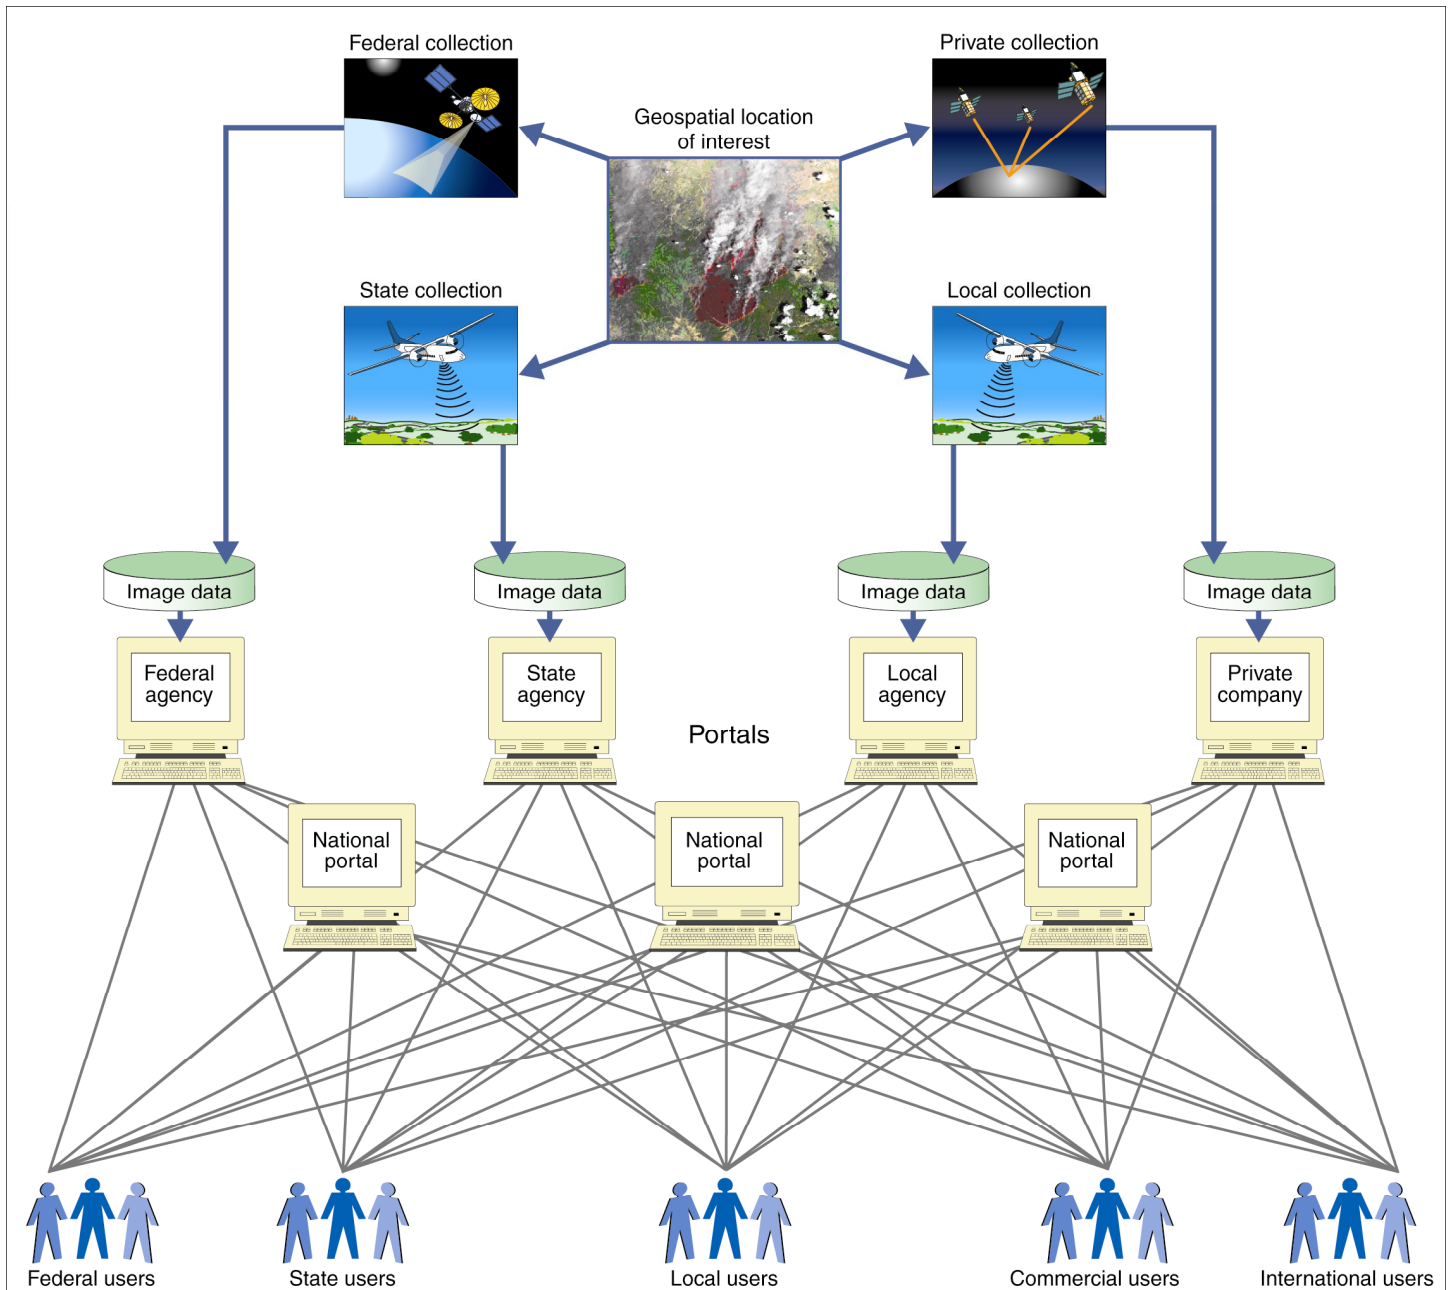 Federal collection
Private collection
Geospatial location
of interest
State collection
Local collection
Image data
Image data
Image data
Image data
Federal
agency
State
agency
Local
agency
Private
company
Portals
National
portal
National
portal
National
portal
Federal users
State users
Local users
Commercial users
International users